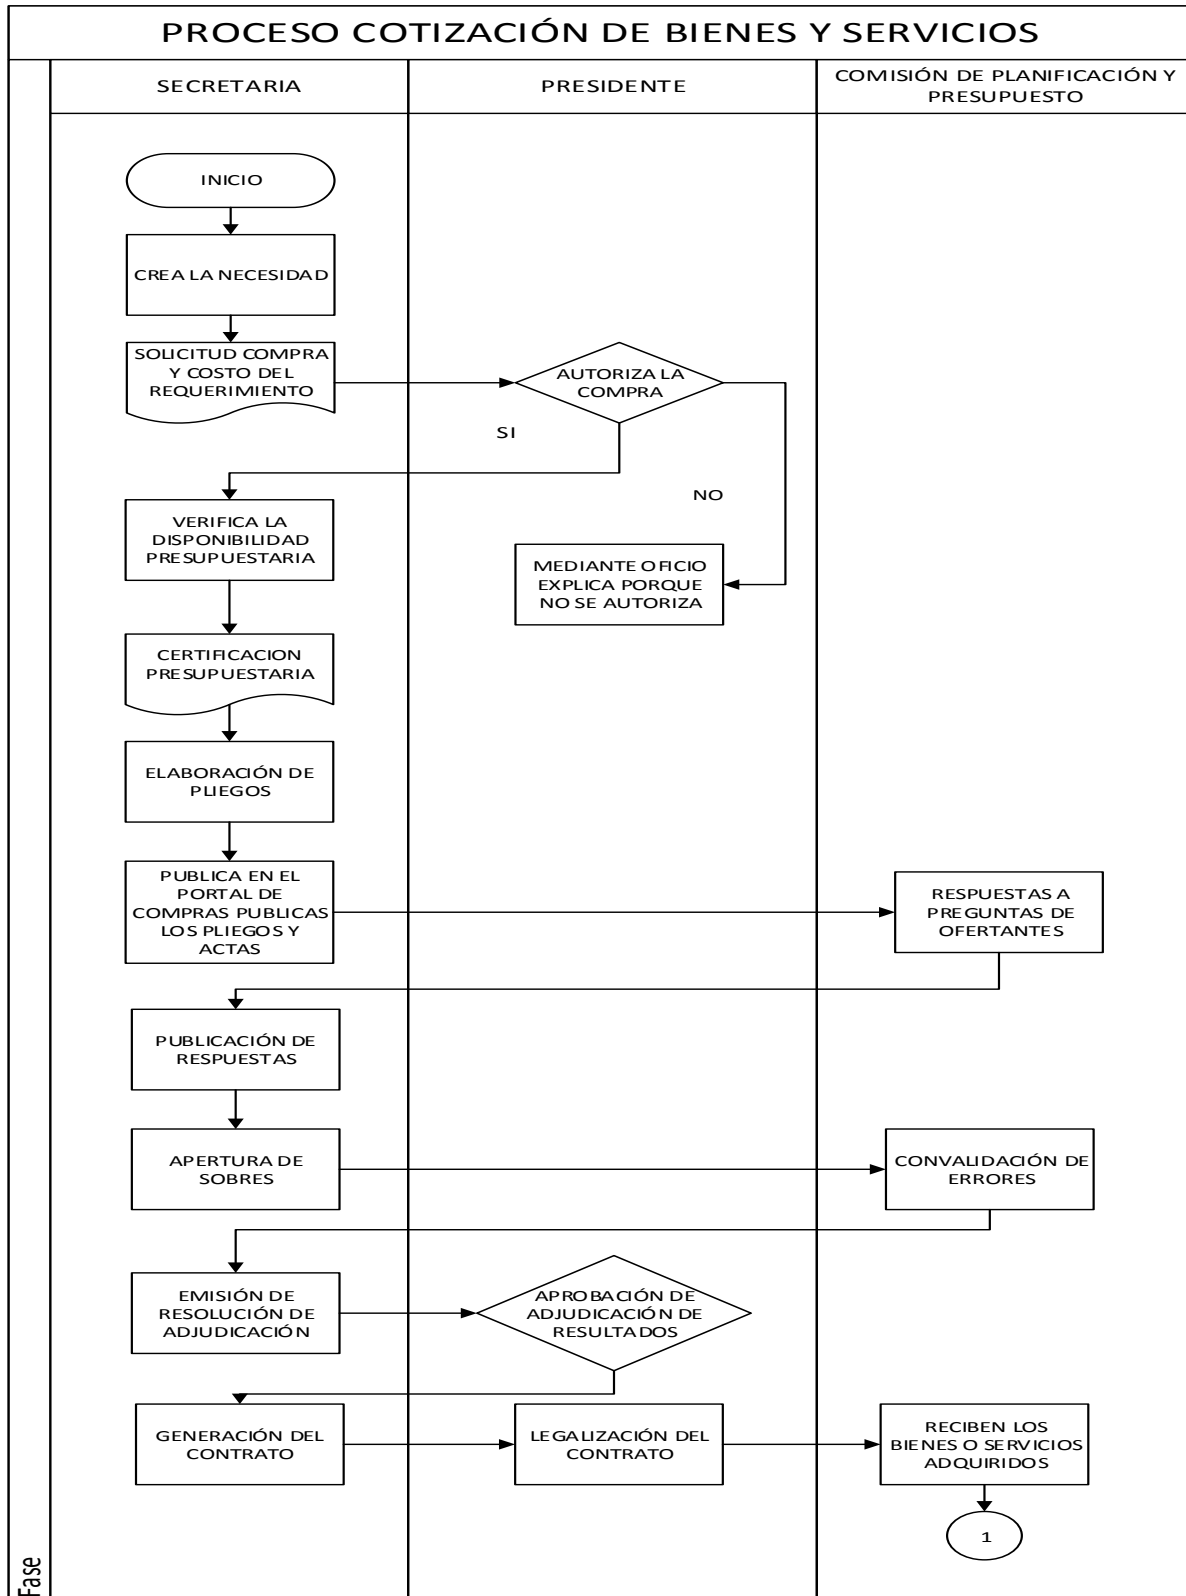 PROCESO COTIZACIÓN DE BIENES Y SERVICIOS
SECRETARIA
PRESIDENTE
COMISIÓN DE PLANIFICACIÓN Y
PRESUPUESTO
INICIO
CREA LA NECESIDAD
SOLICITUD COMPRA
Y COSTO DEL
REQUERIMIENTO
AUTORIZA LA
COMPRA
SI
NO
VERIFICA LA
DISPONIBILIDAD
PRESUPUESTARIA
MEDIANTE OFICIO
EXPLICA PORQUE
NO SE AUTORIZA
CERTIFICACION
PRESUPUESTARIA
ELABORACIÓN DE
PLIEGOS
PUBLICA EN EL
PORTAL DE
COMPRAS PUBLICAS
LOS PLIEGOS Y
ACTAS
RESPUESTAS A
PREGUNTAS DE
OFERTANTES
PUBLICACIÓN DE
RESPUESTAS
APERTURA DE
SOBRES
CONVALIDACIÓN DE
ERRORES
EMISIÓN DE
RESOLUCIÓN DE
ADJUDICACIÓN
APROBACIÓN DE
ADJUDICACIÓN DE
RESULTADOS
GENERACIÓN DEL
CONTRATO
LEGALIZACIÓN DEL
CONTRATO
RECIBEN LOS
BIENES O SERVICIOS
ADQUIRIDOS
1
Fase